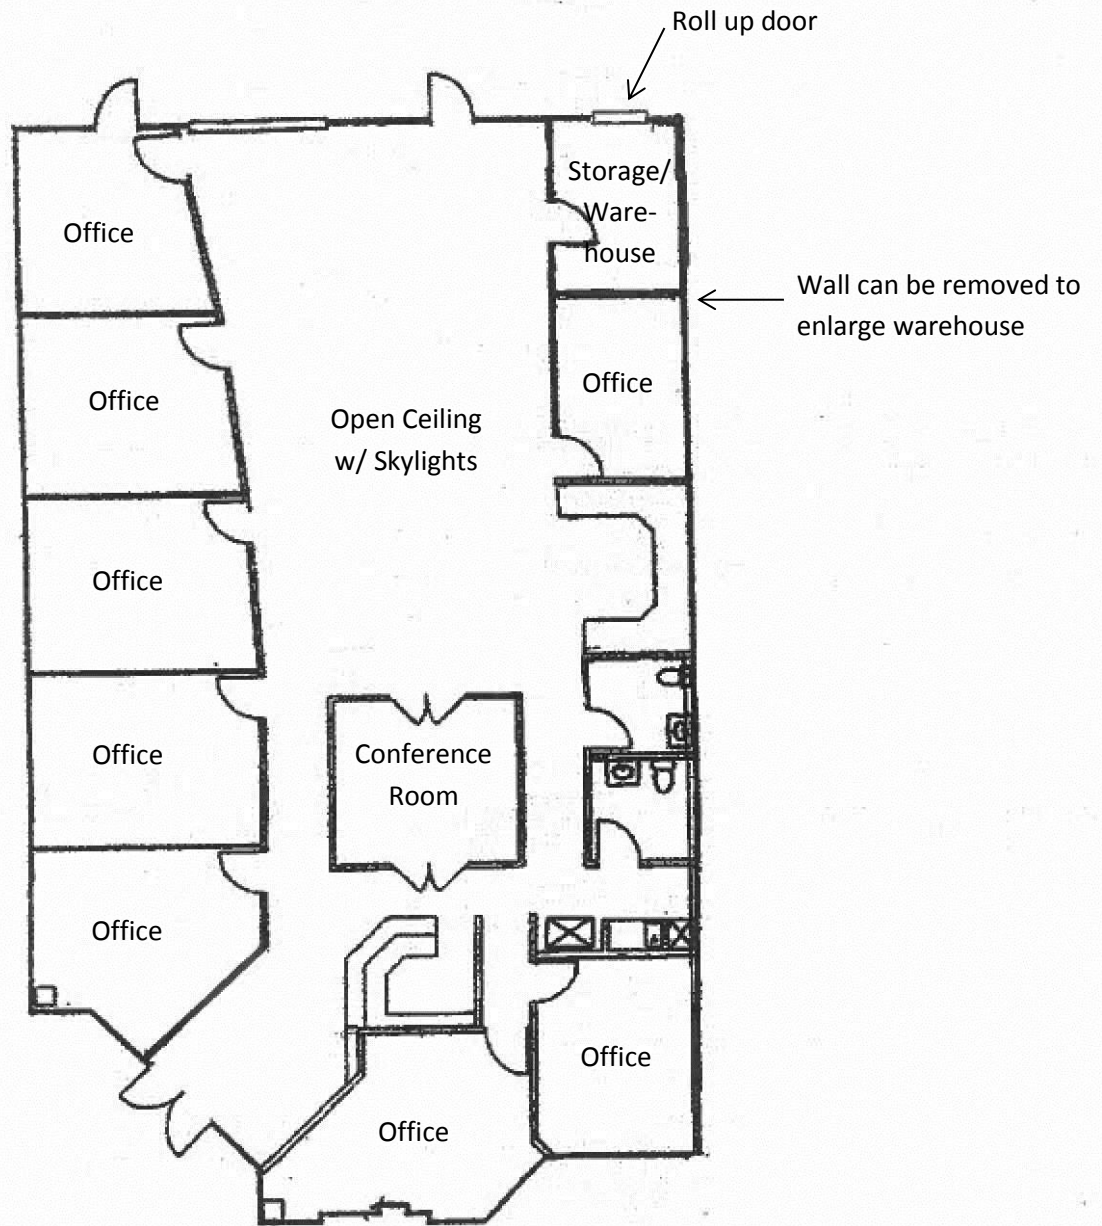 Roll up door
Storage/
Ware-
house
Office
Wall can be removed to
enlarge warehouse
Office
Office
Open Ceiling
w/ Skylights
Office
Office
Conference
Room
Office
Office
Office
Office